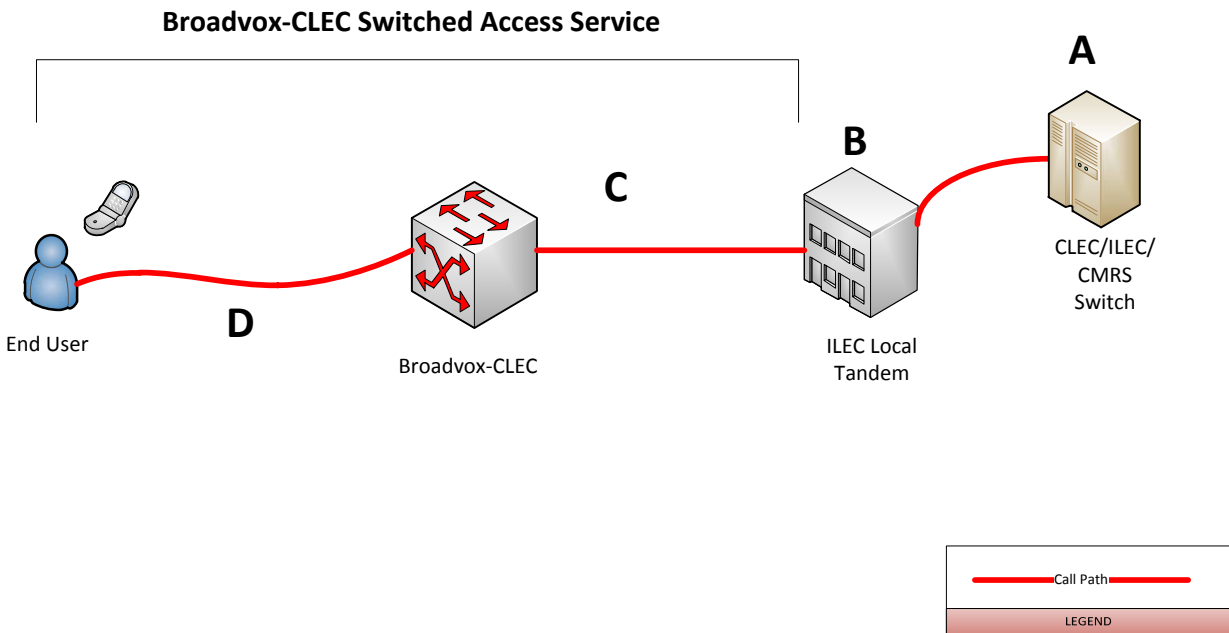 Broadvox-CLEC Switched Access Service
A
B
C
CLEC/ILEC/
CMRS
Switch
D
End User
ILEC Local
Tandem
Broadvox-CLEC
Call Path
LEGEND